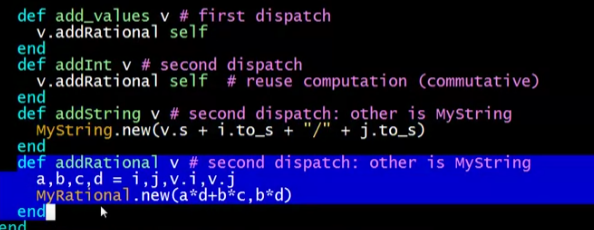 def add_values v # first dispatch
v.addRational self
end
def addInt v # second dispatch
v.addRational self # reuse computation (commutative)
end
def addString v # second dispatch: other is MyString
MyString.new(v.s + i.to_s + "/" + j.to_s)
end
def addRational v # second dispatch: other is MyString
a,b,c,d = i,j,v.i,v.j
MyRational.new(a*d+b*c,b*d)
end
end